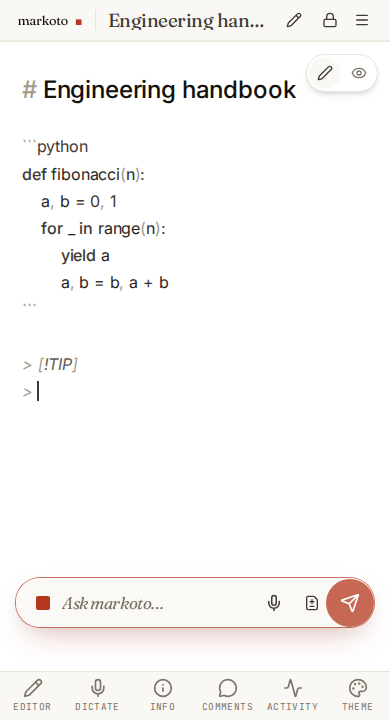 markoto
Engineering han...
# Engineering handbook
```python
def fibonacci(n):
    a, b = 0, 1
    for _ in range(n):
        yield a
        a, b = b, a + b
```
> [!TIP]
>
Ask markoto...
EDITOR
DICTATE
INFO
COMMENTS
ACTIVITY
THEME